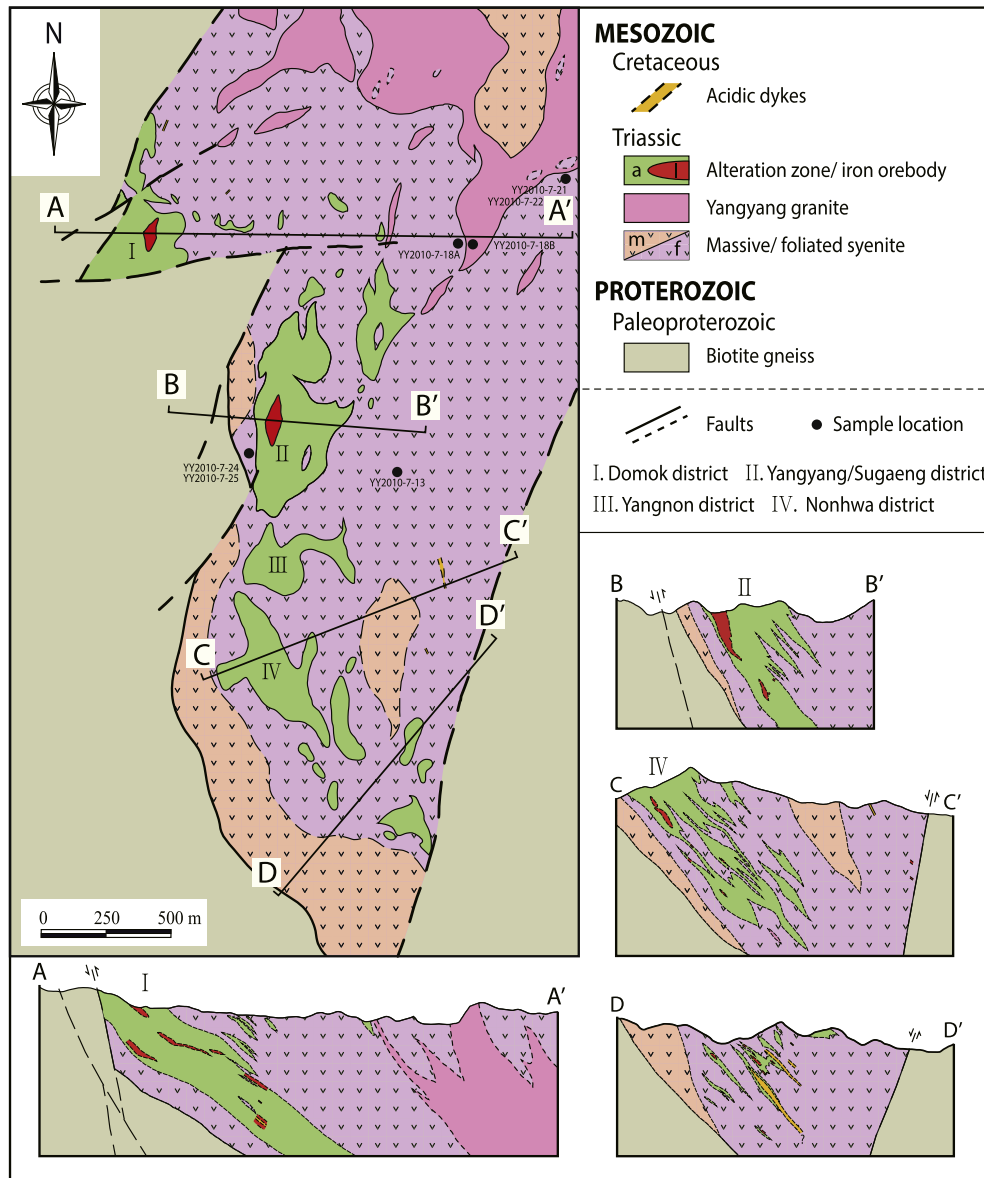 N
A
A'
I
YY2010-7-21
YY2010-7-22
YY2010-7-18A
YY2010-7-18B
B
B'
II
YY2010-7-24
YY2010-7-25
YY2010-7-13
III
C'
D'
C
IV
D
0 250 500 m
MESOZOIC
Cretaceous
Acidic dykes
Triassic
a I Alteration zone/ iron orebody
Yangyang granite
m f Massive/ foliated syenite
PROTEROZOIC
Paleoproterozoic
Biotite gneiss
Faults
Sample location
I. Domok district II. Yangyang/Sugaeng district
III. Yangnon district IV. Nonhwa district
B II B'
C IV C'
A I A'
D D'